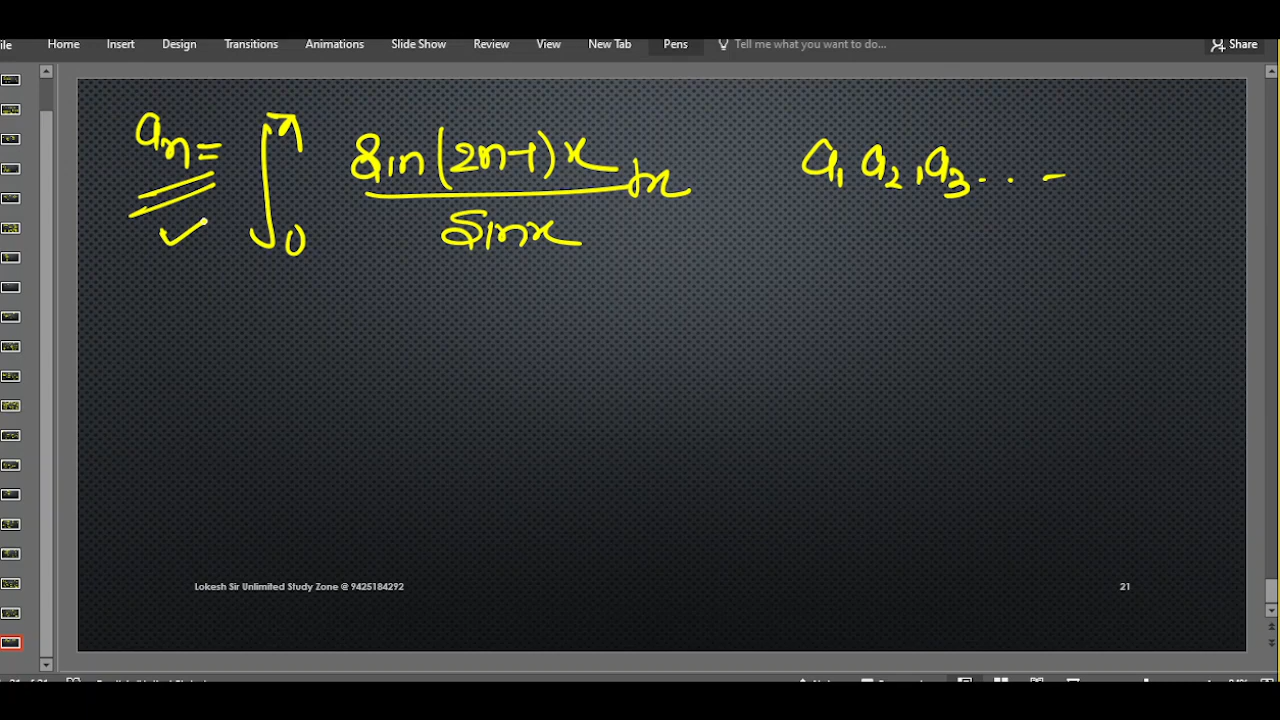 File Home Insert Design Transitions Animations Slide Show Review View New Tab Pens Tell me what you want to do... Share
aₙ = ∫₀^π sin(2n-1)x / sinx dx a₁ a₂, a₃ . . . -
Lokesh Sir Unlimited Study Zone @ 9425184292 21